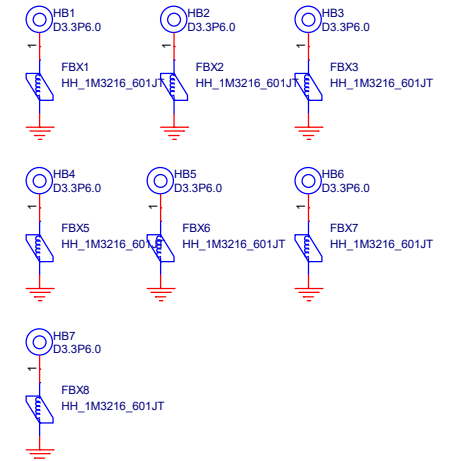 HB1
D3.3P6.0
HB2
D3.3P6.0
HB3
D3.3P6.0
1
1
1
FBX1
HH_1M3216_601JT
FBX2
HH_1M3216_601JT
FBX3
HH_1M3216_601JT
HB4
D3.3P6.0
HB5
D3.3P6.0
HB6
D3.3P6.0
1
1
1
FBX5
HH_1M3216_601JT
FBX6
HH_1M3216_601JT
FBX7
HH_1M3216_601JT
HB7
D3.3P6.0
1
FBX8
HH_1M3216_601JT